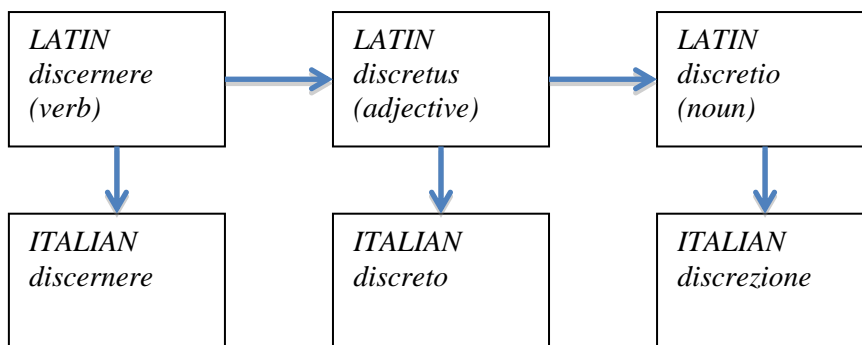 LATIN
discernere
(verb)
LATIN
discretus
(adjective)
LATIN
discretio
(noun)
ITALIAN
discernere
ITALIAN
discreto
ITALIAN
discrezione